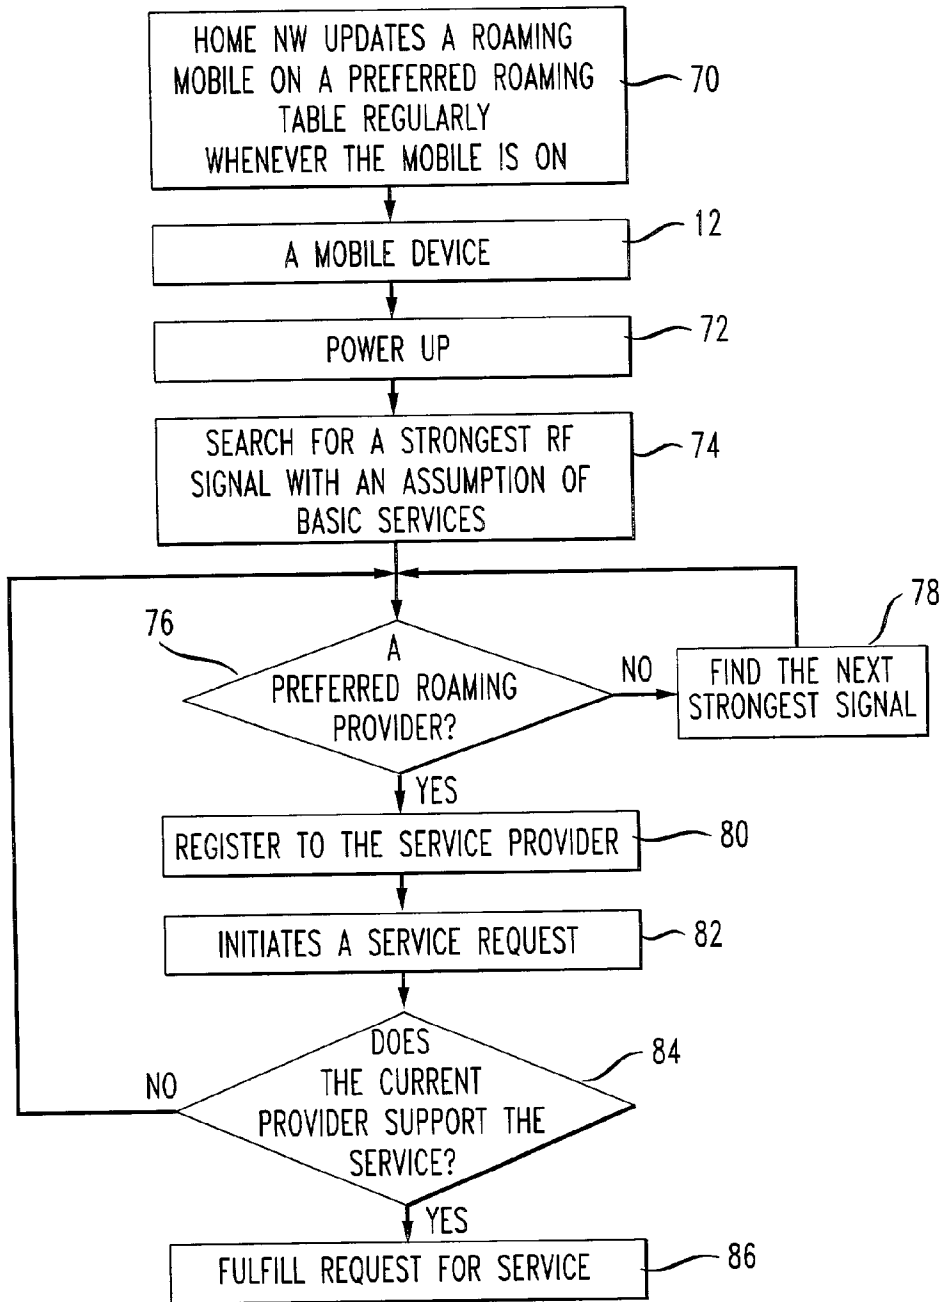 HOME NW UPDATES A ROAMING
MOBILE ON A PREFERRED ROAMING
TABLE REGULARLY
WHENEVER THE MOBILE IS ON
70
12
A MOBILE DEVICE
72
POWER UP
SEARCH FOR A STRONGEST RF
SIGNAL WITH AN ASSUMPTION OF
BASIC SERVICES
74
76
78
A
PREFERRED ROAMING
PROVIDER?
NO
FIND THE NEXT
STRONGEST SIGNAL
YES
REGISTER TO THE SERVICE PROVIDER
80
INITIATES A SERVICE REQUEST
82
DOES
THE CURRENT
PROVIDER SUPPORT THE
SERVICE?
84
NO
YES
FULFILL REQUEST FOR SERVICE
86